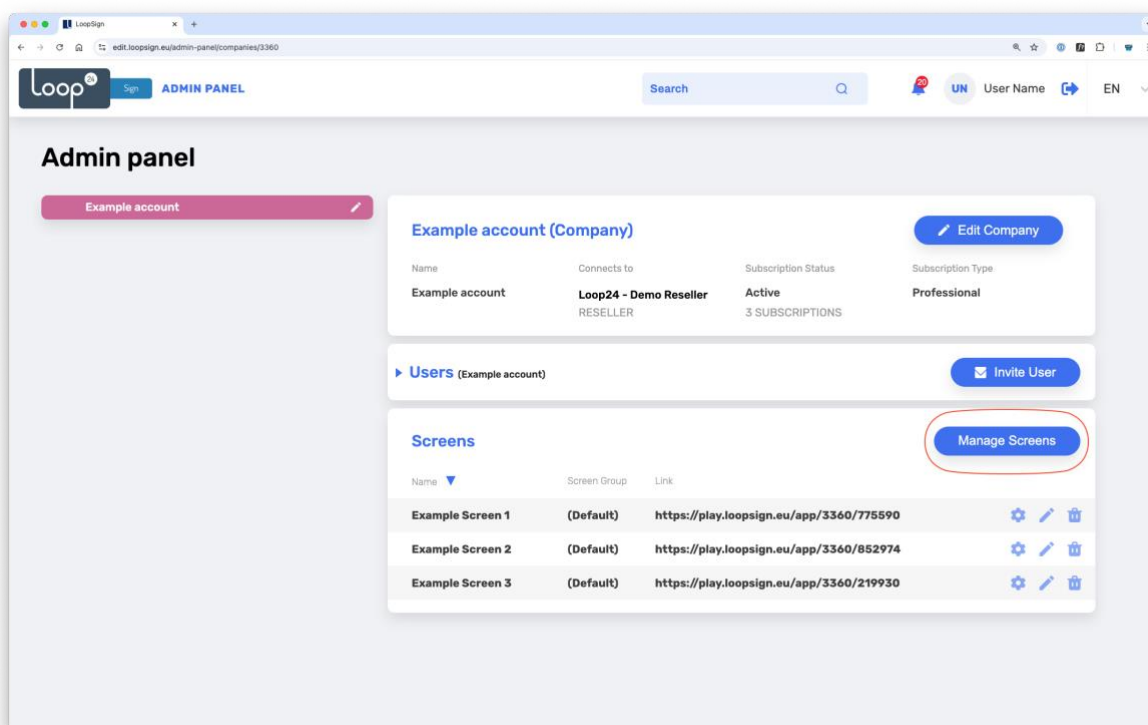 LoopSign
edit.loopsign.eu/admin-panel/companies/3360
Loop24 Sign ADMIN PANEL Search 20 UN User Name EN
Admin panel
Example account
Example account (Company) Edit Company
Name Connects to Subscription Status Subscription Type
Example account Loop24 - Demo Reseller Active Professional
RESELLER 3 SUBSCRIPTIONS
Users (Example account) Invite User
Screens Manage Screens
Name Screen Group Link
Example Screen 1 (Default) https://play.loopsign.eu/app/3360/775590
Example Screen 2 (Default) https://play.loopsign.eu/app/3360/852974
Example Screen 3 (Default) https://play.loopsign.eu/app/3360/219930